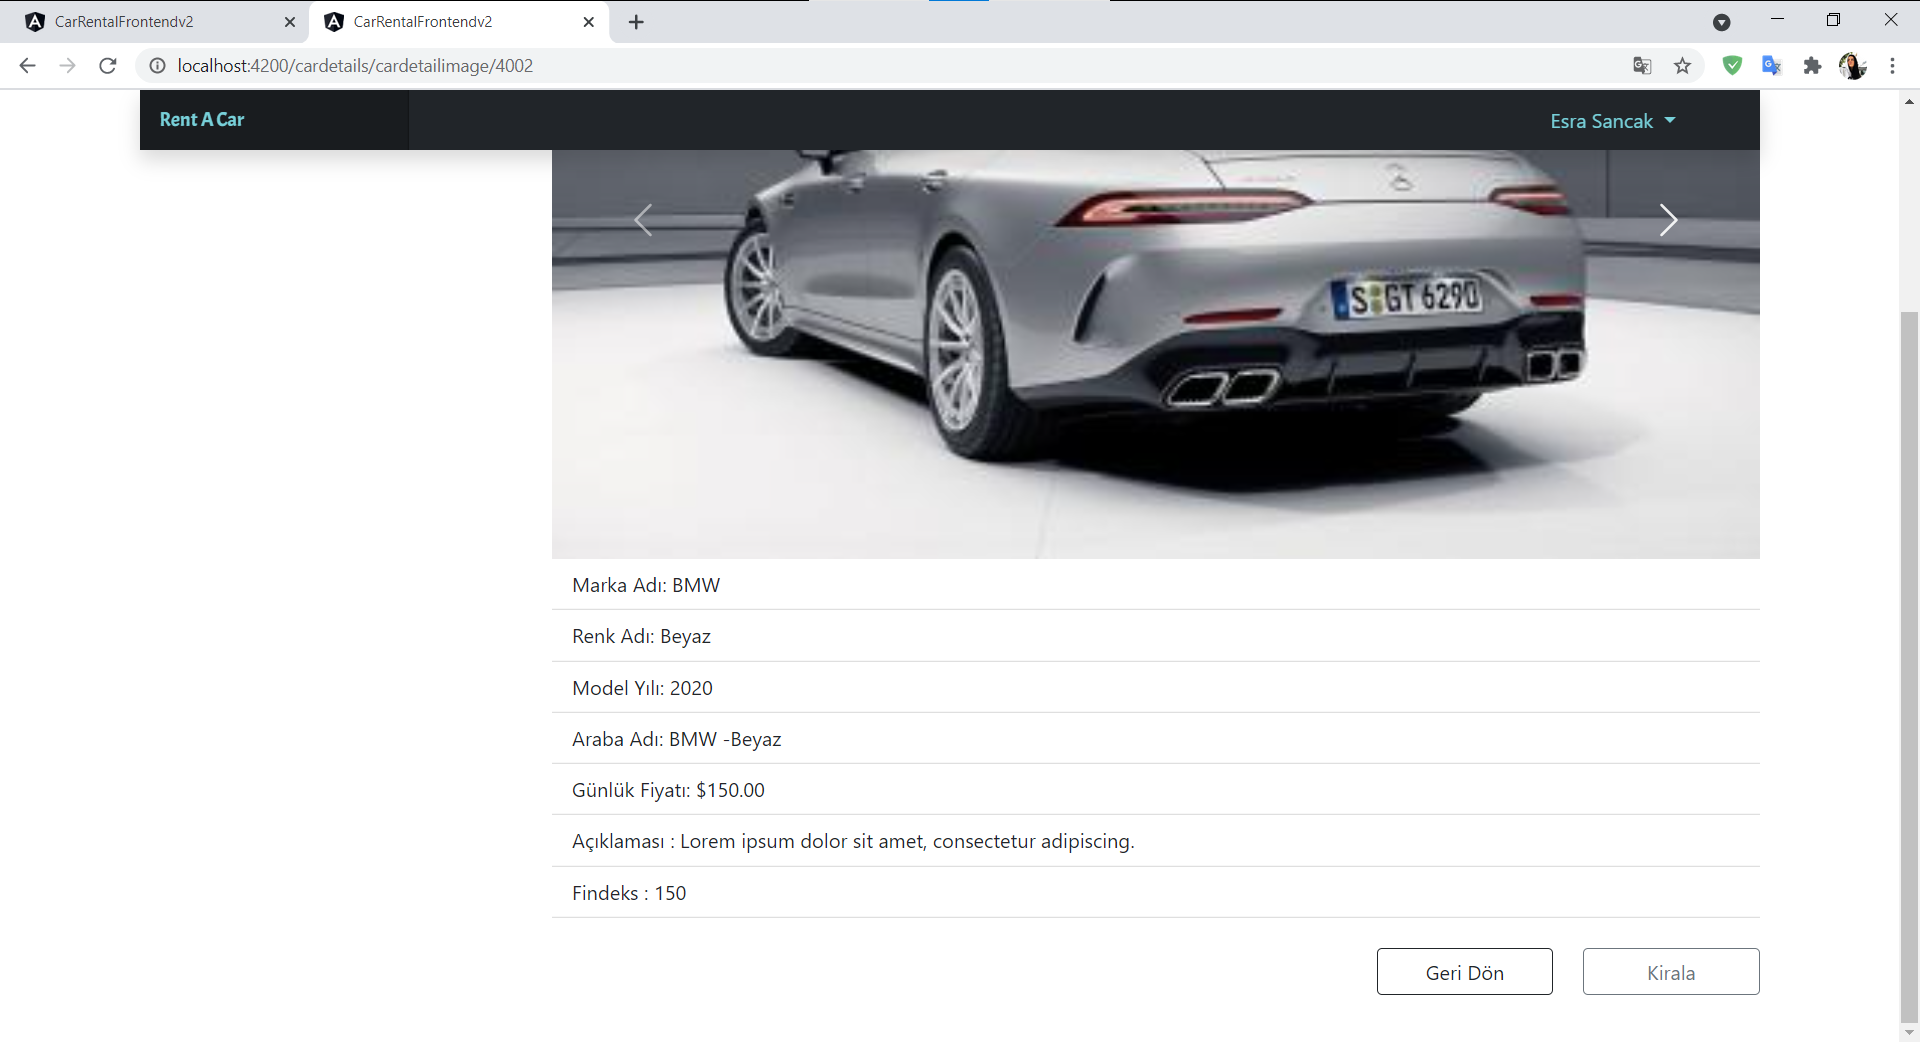 CarRentalFrontendv2
CarRentalFrontendv2
localhost:4200/cardetails/cardetailimage/4002
Rent A Car
Esra Sancak
S GT 6290
Marka Adı: BMW
Renk Adı: Beyaz
Model Yılı: 2020
Araba Adı: BMW -Beyaz
Günlük Fiyatı: $150.00
Açıklaması : Lorem ipsum dolor sit amet, consectetur adipiscing.
Findeks : 150
Geri Dön
Kirala